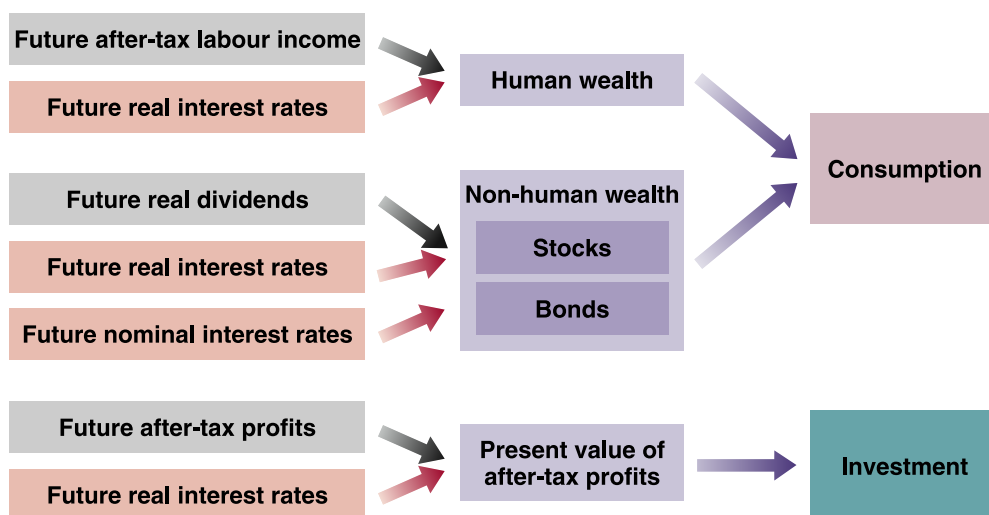 Future after-tax labour income
Future real interest rates
Human wealth
Future real dividends
Future real interest rates
Future nominal interest rates
Non-human wealth
Stocks
Bonds
Consumption
Future after-tax profits
Future real interest rates
Present value of
after-tax profits
Investment